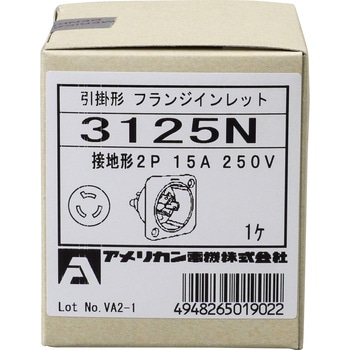 引掛形 フランジインレット
3125N
接地形2P 15A 250V
1ケ
アメリカン電機株式会社
Lot No.VA2-1
4948265019022